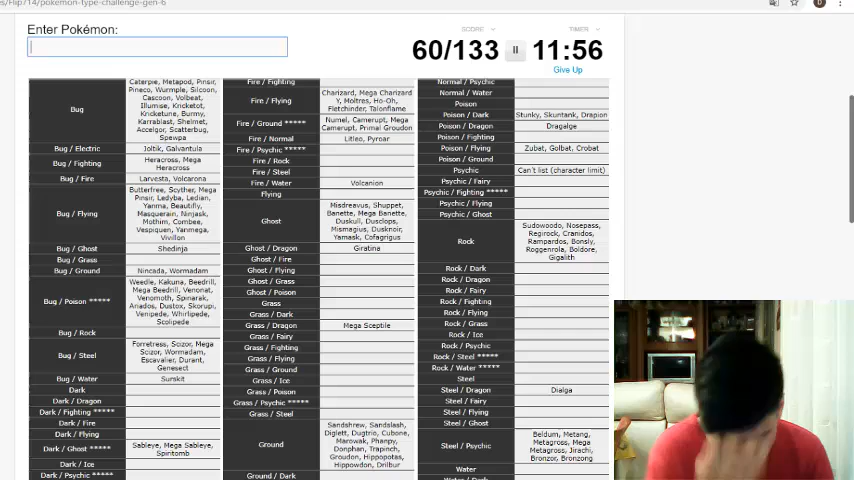 es/Flip714/pokemon-type-challenge-gen-6
Enter Pokémon:
SCORE
TIMER
60/133
11:56
Give Up
Bug
Caterpie, Metapod, Pinsir,
Pineco, Wurmple, Silcoon,
Cascoon, Volbeat,
Illumise, Kricketot,
Kricketune, Burmy,
Karrablast, Shelmet,
Accelgor, Scatterbug,
Spewpa
Bug / Electric
Joltik, Galvantula
Bug / Fighting
Heracross, Mega
Heracross
Bug / Fire
Larvesta, Volcarona
Bug / Flying
Butterfree, Scyther, Mega
Pinsir, Ledyba, Ledian,
Yanma, Beautifly,
Masquerain, Ninjask,
Mothim, Combee,
Vespiquen, Yanmega,
Vivillon
Bug / Ghost
Shedinja
Bug / Grass
Bug / Ground
Nincada, Wormadam
Bug / Poison *****
Weedle, Kakuna, Beedrill,
Mega Beedrill, Venonat,
Venomoth, Spinarak,
Ariados, Dustox, Skorupi,
Venipede, Whirlipede,
Scolipede
Bug / Rock
Bug / Steel
Forretress, Scizor, Mega
Scizor, Wormadam,
Escavalier, Durant,
Genesect
Bug / Water
Surskit
Dark
Dark / Dragon
Dark / Fighting *****
Dark / Fire
Dark / Flying
Dark / Ghost *****
Sableye, Mega Sableye,
Spiritomb
Dark / Ice
Dark / Psychic *****
Fire / Fighting
Fire / Flying
Charizard, Mega Charizard
Y, Moltres, Ho-Oh,
Fletchinder, Talonflame
Fire / Ground *****
Numel, Camerupt, Mega
Camerupt, Primal Groudon
Fire / Normal
Litleo, Pyroar
Fire / Psychic *****
Fire / Rock
Fire / Steel
Fire / Water
Volcanion
Flying
Ghost
Misdreavus, Shuppet,
Banette, Mega Banette,
Duskull, Dusclops,
Mismagius, Dusknoir,
Yamask, Cofagrigus
Ghost / Dragon
Giratina
Ghost / Fire
Ghost / Flying
Ghost / Grass
Ghost / Poison
Grass
Grass / Dark
Grass / Dragon
Mega Sceptile
Grass / Fairy
Grass / Fighting
Grass / Flying
Grass / Ground
Grass / Ice
Grass / Poison
Grass / Psychic *****
Grass / Steel
Ground
Sandshrew, Sandslash,
Diglett, Dugtrio, Cubone,
Marowak, Phanpy,
Donphan, Trapinch,
Groudon, Hippopotas,
Hippowdon, Drilbur
Ground / Dark
Normal / Psychic
Normal / Water
Poison
Poison / Dark
Stunky, Skuntank, Drapion
Poison / Dragon
Dragalge
Poison / Fighting
Poison / Flying
Zubat, Golbat, Crobat
Poison / Ground
Psychic
Can't list (character limit)
Psychic / Fairy
Psychic / Fighting *****
Psychic / Flying
Psychic / Ghost
Rock
Sudowoodo, Nosepass,
Regirock, Cranidos,
Rampardos, Bonsly,
Roggenrola, Boldore,
Gigalith
Rock / Dark
Rock / Dragon
Rock / Fairy
Rock / Fighting
Rock / Flying
Rock / Grass
Rock / Ice
Rock / Psychic
Rock / Steel *****
Rock / Water *****
Steel
Steel / Dragon
Dialga
Steel / Fairy
Steel / Flying
Steel / Ghost
Steel / Psychic
Beldum, Metang,
Metagross, Mega
Metagross, Jirachi,
Bronzor, Bronzong
Water